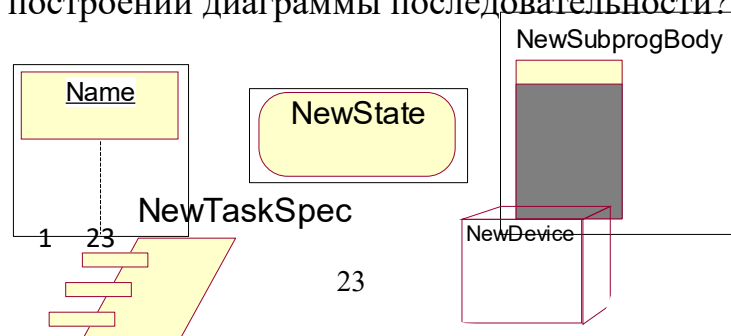 построении диаграммы последовательности?
NewSubprogBody
Name
NewState
NewTaskSpec
1 23
NewDevice
23